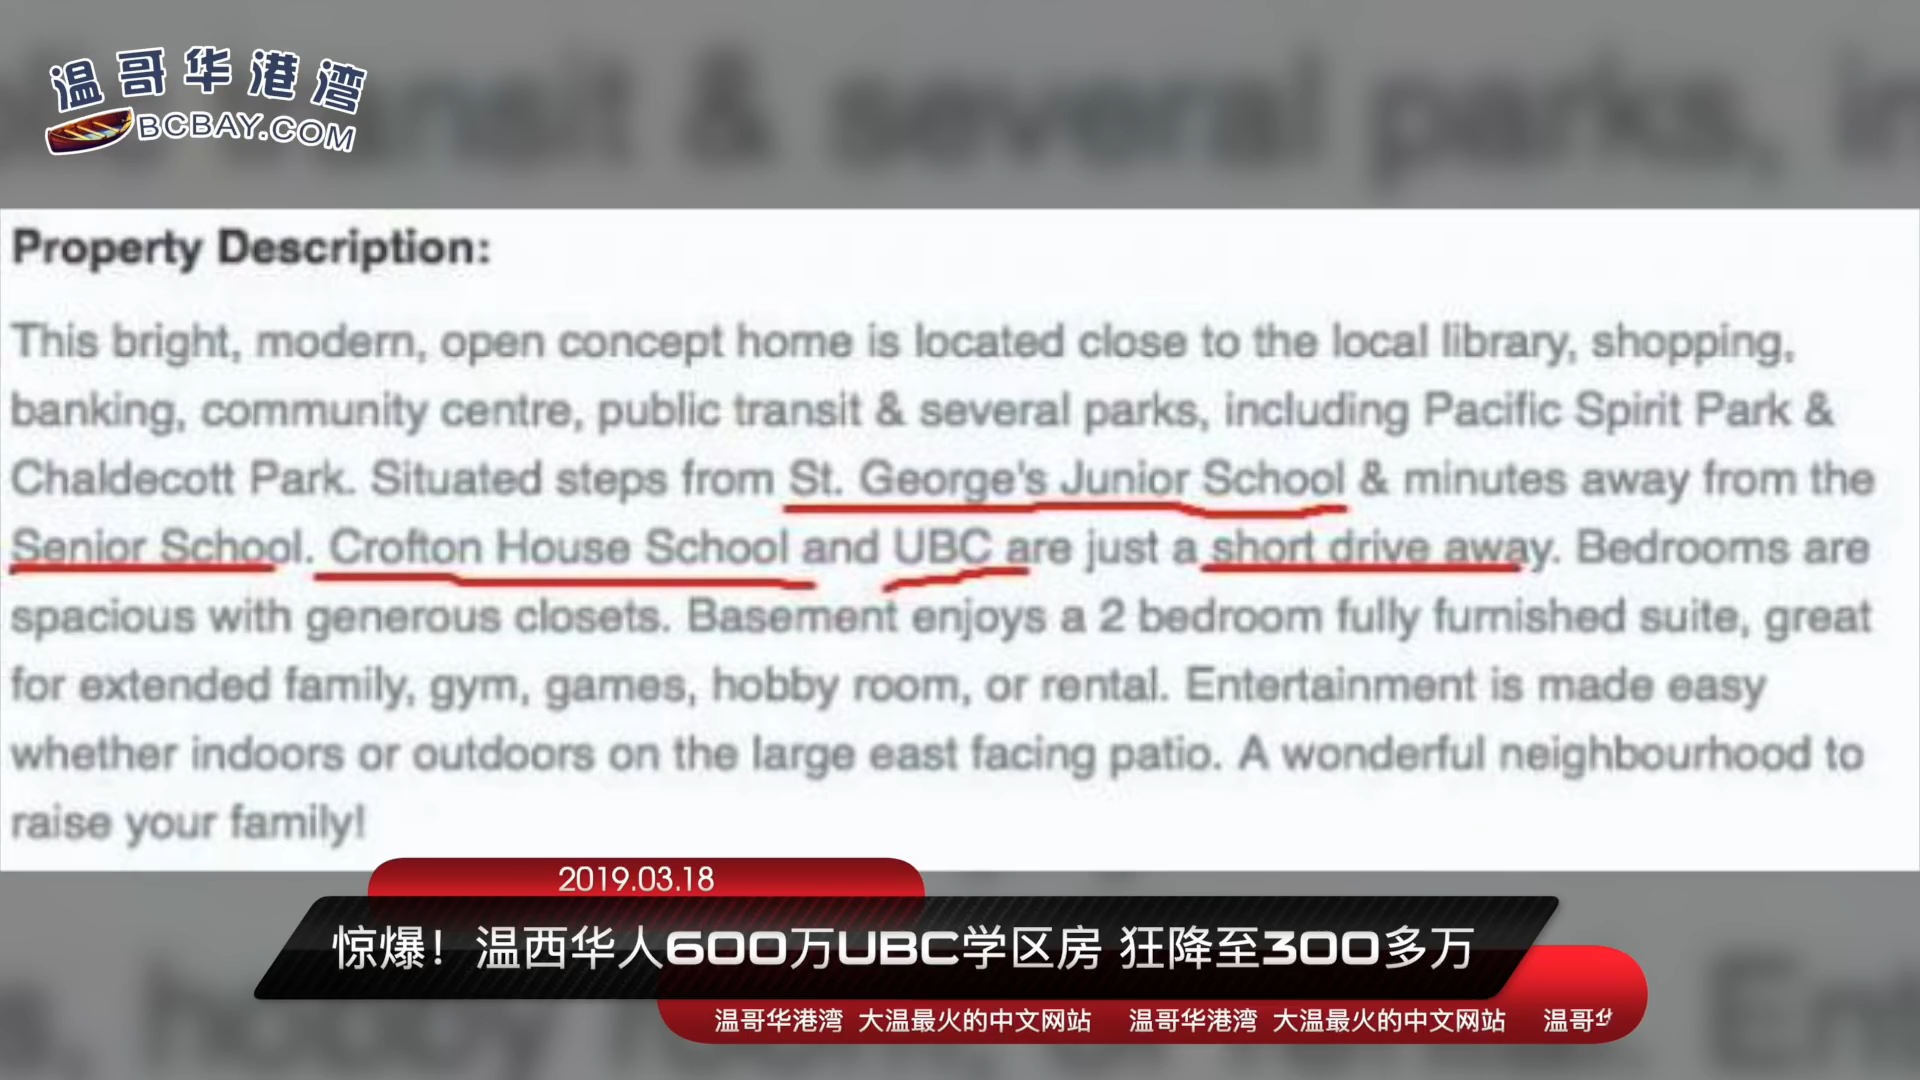 温哥华港湾
BCBAY.COM
Property Description:
This bright, modern, open concept home is located close to the local library, shopping,
banking, community centre, public transit & several parks, including Pacific Spirit Park &
Chaldecott Park. Situated steps from St. George's Junior School & minutes away from the
Senior School. Crofton House School and UBC are just a short drive away. Bedrooms are
spacious with generous closets. Basement enjoys a 2 bedroom fully furnished suite, great
for extended family, gym, games, hobby room, or rental. Entertainment is made easy
whether indoors or outdoors on the large east facing patio. A wonderful neighbourhood to
raise your family!
2019.03.18
惊爆！温西华人600万UBC学区房 狂降至300多万
温哥华港湾 大温最火的中文网站 温哥华港湾 大温最火的中文网站 温哥